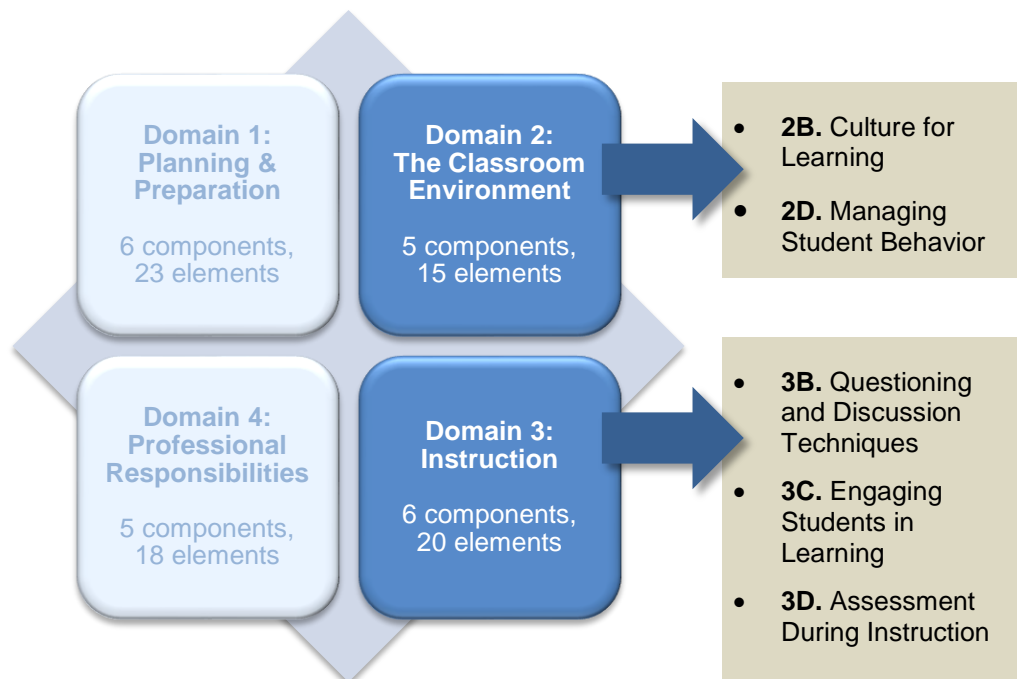 Domain 1:
Planning &
Preparation
6 components,
23 elements
Domain 2:
The Classroom
Environment
5 components,
15 elements
• 2B. Culture for
Learning
• 2D. Managing
Student Behavior
Domain 4:
Professional
Responsibilities
5 components,
18 elements
Domain 3:
Instruction
6 components,
20 elements
• 3B. Questioning
and Discussion
Techniques
• 3C. Engaging
Students in
Learning
• 3D. Assessment
During Instruction